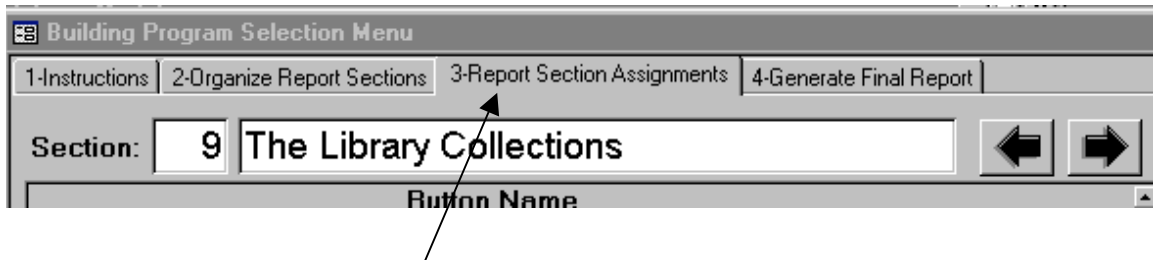 Building Program Selection Menu
1-Instructions 2-Organize Report Sections 3-Report Section Assignments 4-Generate Final Report
Section: 9 The Library Collections
Button Name